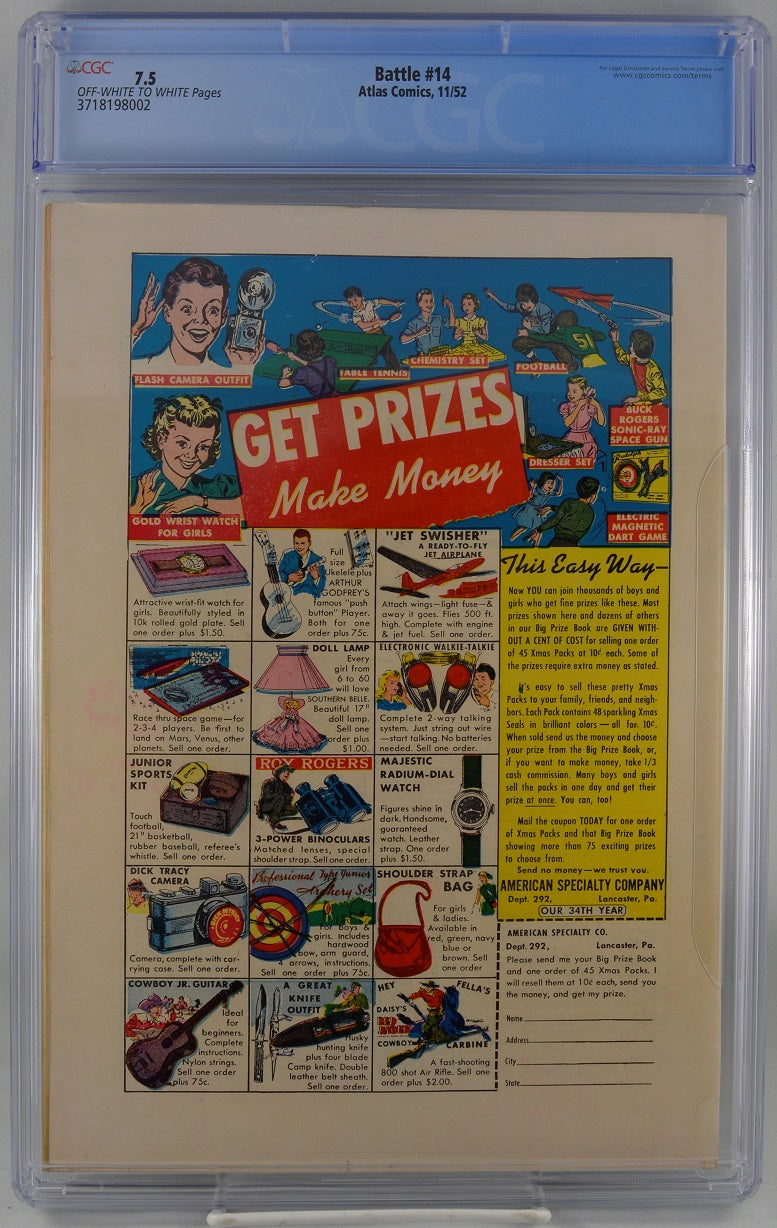 CGC
7.5
OFF-WHITE TO WHITE Pages
3718198002
Battle #14
Atlas Comics, 11/52
For Legal Disclaimer and Service Terms please visit
www.cgccomics.com/terms
CGC
FLASH CAMERA OUTFIT
TABLE TENNIS
CHEMISTRY SET
FOOTBALL
51
BUCK
ROGERS
SONIC-RAY
SPACE GUN
DRESSER SET
GOLD WRIST WATCH
FOR GIRLS
ELECTRIC
MAGNETIC
DART GAME
GET PRIZES
Make Money
Attractive wrist-fit watch for
girls. Beautifully styled in
10k rolled gold plate. Sell
one order plus $1.50.
Full
size
Ukelele plus
ARTHUR
GODFREY'S
famous "push
button" Player.
Both for one
order plus 75c.
"JET SWISHER"
A READY-TO-FLY
JET AIRPLANE
Attach wings—light fuse—&
away it goes. Flies 500 ft.
high. Complete with engine
& jet fuel. Sell one order.
Race thru space game—for
2-3-4 players. Be first to
land on Mars, Venus, other
planets. Sell one order.
DOLL LAMP
Every
girl from
6 to 60
will love
SOUTHERN BELLE.
Beautiful 17"
doll lamp.
Sell one
order plus
$1.00.
ELECTRONIC WALKIE-TALKIE
Complete 2-way talking
system. Just string out wire
—start talking. No batteries
needed. Sell one order.
JUNIOR
SPORTS
KIT
Touch
football,
21" basketball,
rubber baseball, referee's
whistle. Sell one order.
ROY ROGERS
3-POWER BINOCULARS
Matched lenses, special
shoulder strap. Sell one order.
MAJESTIC
RADIUM-DIAL
WATCH
Figures shine in
dark. Handsome,
guaranteed
watch. Leather
strap. One order
plus $1.50.
DICK TRACY
CAMERA
Camera, complete with car-
rying case. Sell one order.
Professional Type Junior
Archery Set
For boys &
girls. Includes
hardwood
bow, arm guard,
4 arrows, instructions.
Sell one order plus 75c.
SHOULDER STRAP
BAG
For girls
& ladies.
Available in
red, green, navy
blue or
brown. Sell
one order
COWBOY JR. GUITAR
Ideal
for
beginners.
Complete
instructions.
Nylon strings.
Sell one order
plus 75c.
A GREAT
KNIFE
OUTFIT
Husky
hunting knife
plus four blade
Camp knife. Double
leather belt sheath.
Sell one order.
HEY FELLA'S
DAISY'S
RED RYDER
COWBOY CARBINE
A fast-shooting
800 shot Air Rifle. Sell one
order plus $2.00.
This Easy Way—
Now YOU can join thousands of boys and
girls who get fine prizes like these. Most
prizes shown here and dozens of others
in our Big Prize Book are GIVEN WITH-
OUT A CENT OF COST for selling one order
of 45 Xmas Packs at 10¢ each. Some of
the prizes require extra money as stated.
It's easy to sell these pretty Xmas
Packs to your family, friends, and neigh-
bors. Each Pack contains 48 sparkling Xmas
Seals in brilliant colors—all for 10¢.
When sold send us the money and choose
your prize from the Big Prize Book, or,
if you want to make money, take 1/3
cash commission. Many boys and girls
sell the packs in one day and get their
prize at once. You can, too!
Mail the coupon TODAY for one order
of Xmas Packs and that Big Prize Book
showing more than 75 exciting prizes
to choose from.
Send no money—we trust you.
AMERICAN SPECIALTY COMPANY
Dept. 292, Lancaster, Pa.
OUR 34TH YEAR
AMERICAN SPECIALTY CO.
Dept. 292, Lancaster, Pa.
Please send me your Big Prize Book
and one order of 45 Xmas Packs. I
will resell them at 10¢ each, send you
the money, and get my prize.
Name
Address
City
State